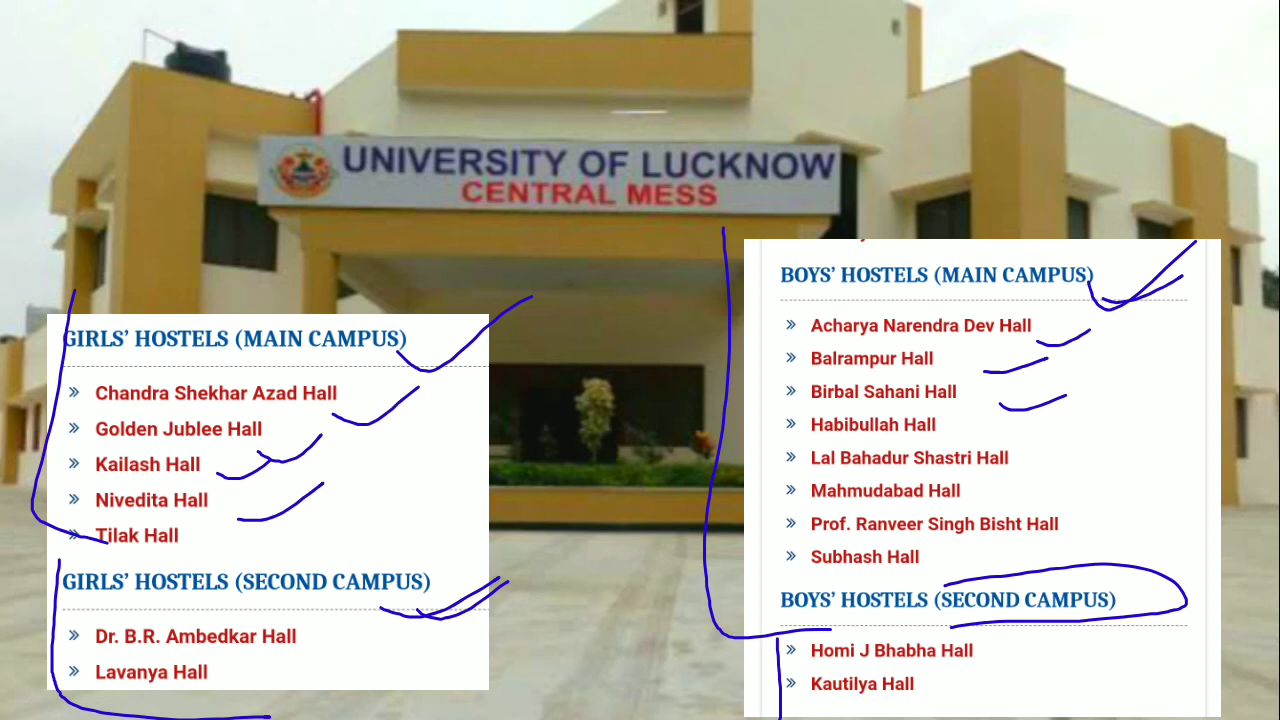 UNIVERSITY OF LUCKNOW
CENTRAL MESS
GIRLS’ HOSTELS (MAIN CAMPUS)
» Chandra Shekhar Azad Hall
» Golden Jublee Hall
» Kailash Hall
» Nivedita Hall
» Tilak Hall
GIRLS’ HOSTELS (SECOND CAMPUS)
» Dr. B.R. Ambedkar Hall
» Lavanya Hall
BOYS’ HOSTELS (MAIN CAMPUS)
» Acharya Narendra Dev Hall
» Balrampur Hall
» Birbal Sahani Hall
» Habibullah Hall
» Lal Bahadur Shastri Hall
» Mahmudabad Hall
» Prof. Ranveer Singh Bisht Hall
» Subhash Hall
BOYS’ HOSTELS (SECOND CAMPUS)
» Homi J Bhabha Hall
» Kautilya Hall